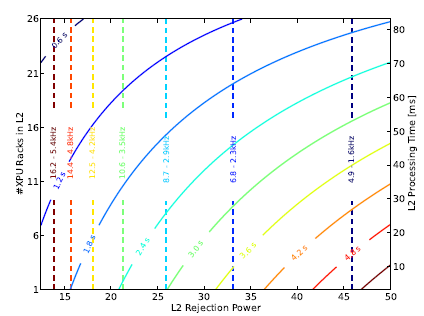 26
21
16
11
6
1
#XPU Racks in L2
80
70
60
50
40
30
20
10
L2 Processing Time [ms]
0.6 s
1.2 s
1.8 s
2.4 s
3.0 s
3.6 s
4.2 s
4.8 s
16.2 - 5.4kHz
14.4 - 4.8kHz
12.5 - 4.2kHz
10.6 - 3.5kHz
8.7 - 2.9kHz
6.8 - 2.3kHz
4.9 - 1.6kHz
15 20 25 30 35 40 45 50
L2 Rejection Power